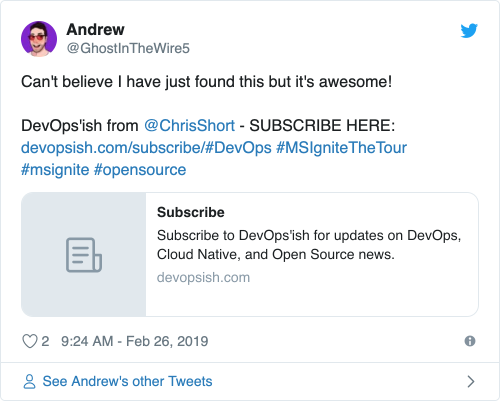 Andrew
@GhostInTheWire5
Can't believe I have just found this but it's awesome!
DevOps'ish from @ChrisShort - SUBSCRIBE HERE:
devopsish.com/subscribe/#DevOps #MSIgniteTheTour
#msignite #opensource
Subscribe
Subscribe to DevOps'ish for updates on DevOps,
Cloud Native, and Open Source news.
devopsish.com
2 9:24 AM - Feb 26, 2019
See Andrew's other Tweets